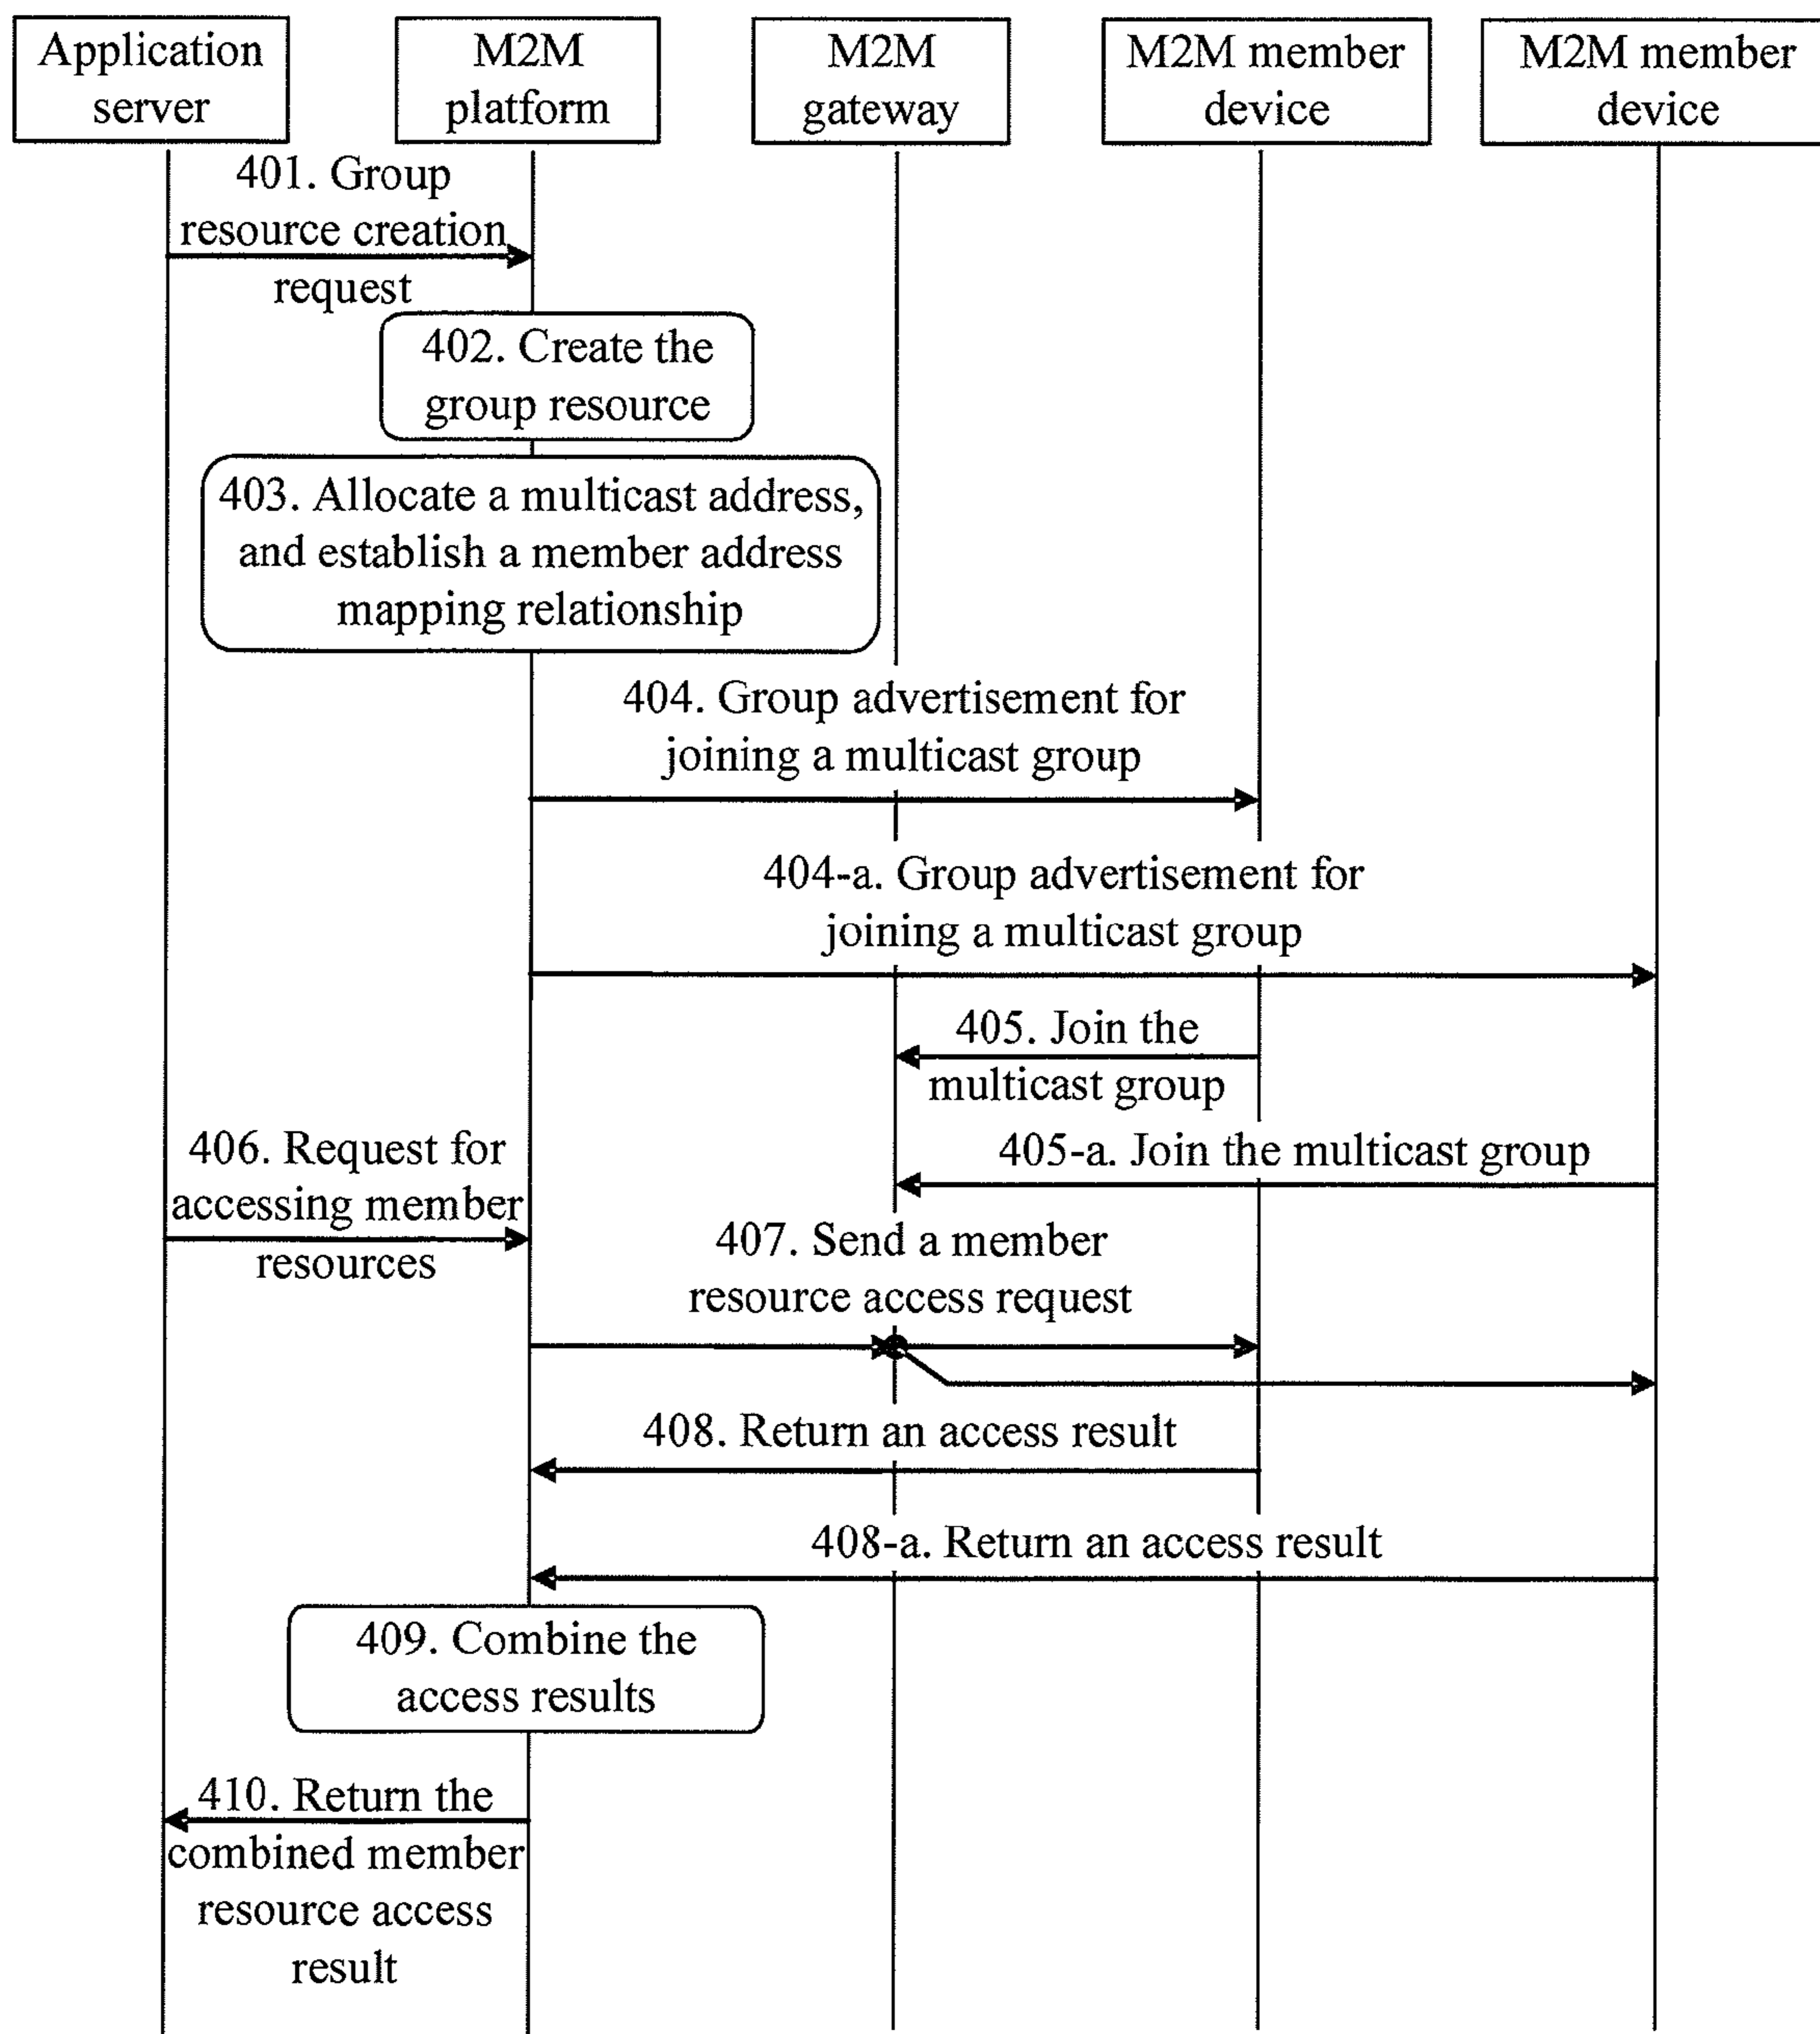 Application
server
M2M
platform
M2M
gateway
M2M member
device
M2M member
device
401. Group
resource creation
request
402. Create the
group resource
403. Allocate a multicast address,
and establish a member address
mapping relationship
404. Group advertisement for
joining a multicast group
404-a. Group advertisement for
joining a multicast group
405. Join the
multicast group
405-a. Join the multicast group
406. Request for
accessing member
resources
407. Send a member
resource access request
408. Return an access result
408-a. Return an access result
409. Combine the
access results
410. Return the
combined member
resource access
result